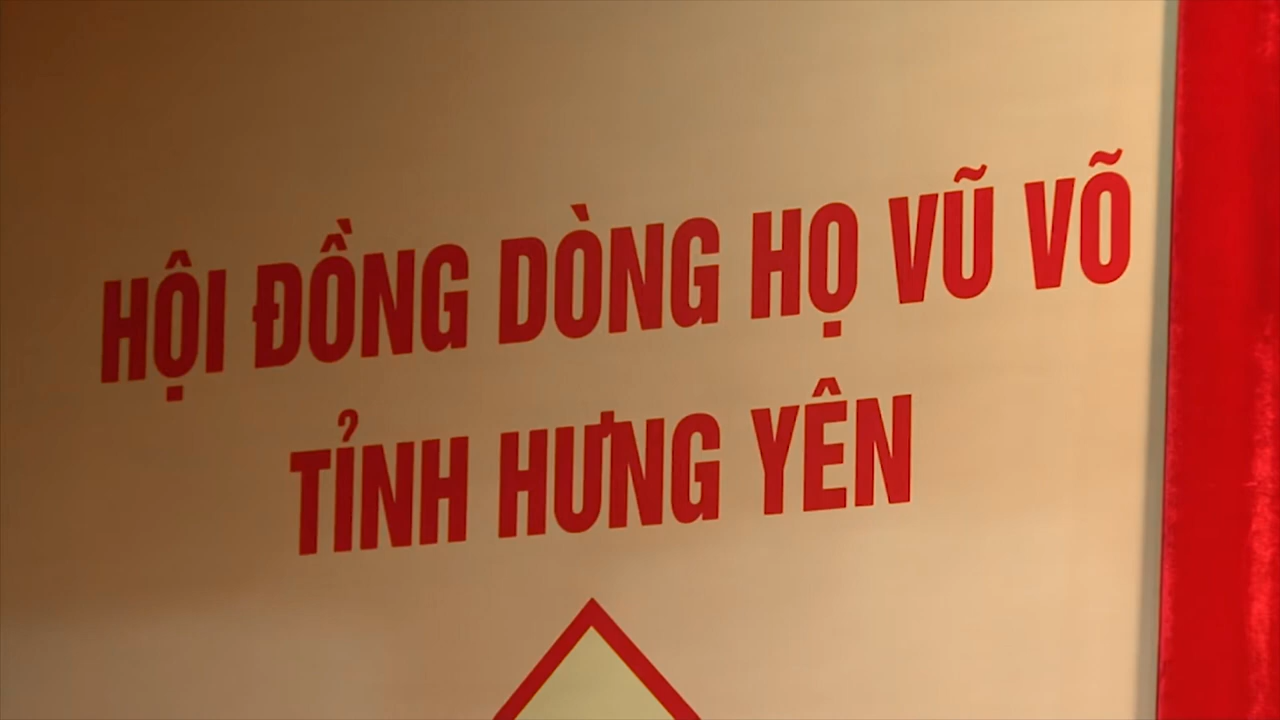 HỘI ĐỒNG DÒNG HỌ VŨ VÕ
TỈNH HƯNG YÊN